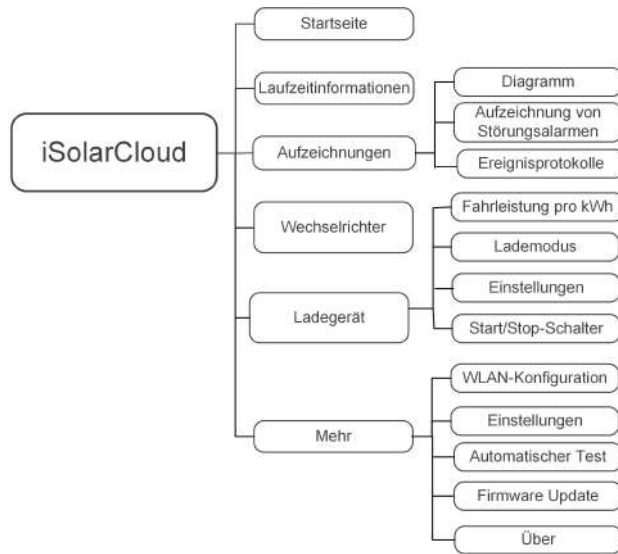 iSolarCloud
Startseite
Laufzeitinformationen
Aufzeichnungen
Diagramm
Aufzeichnung von
Störungsalarmen
Ereignisprotokolle
Wechselrichter
Ladegerät
Fahrleistung pro kWh
Lademodus
Einstellungen
Start/Stop-Schalter
Mehr
WLAN-Konfiguration
Einstellungen
Automatischer Test
Firmware Update
Über